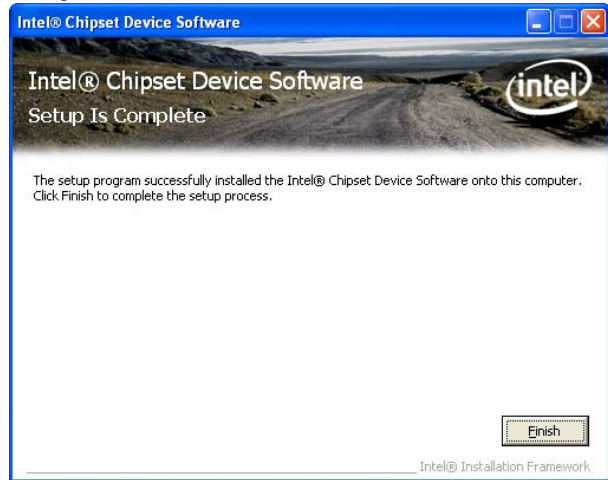 Intel® Chipset Device Software
Intel® Chipset Device Software
intel
Setup Is Complete
The setup program successfully installed the Intel® Chipset Device Software onto this computer.
Click Finish to complete the setup process.
Finish
Intel® Installation Framework